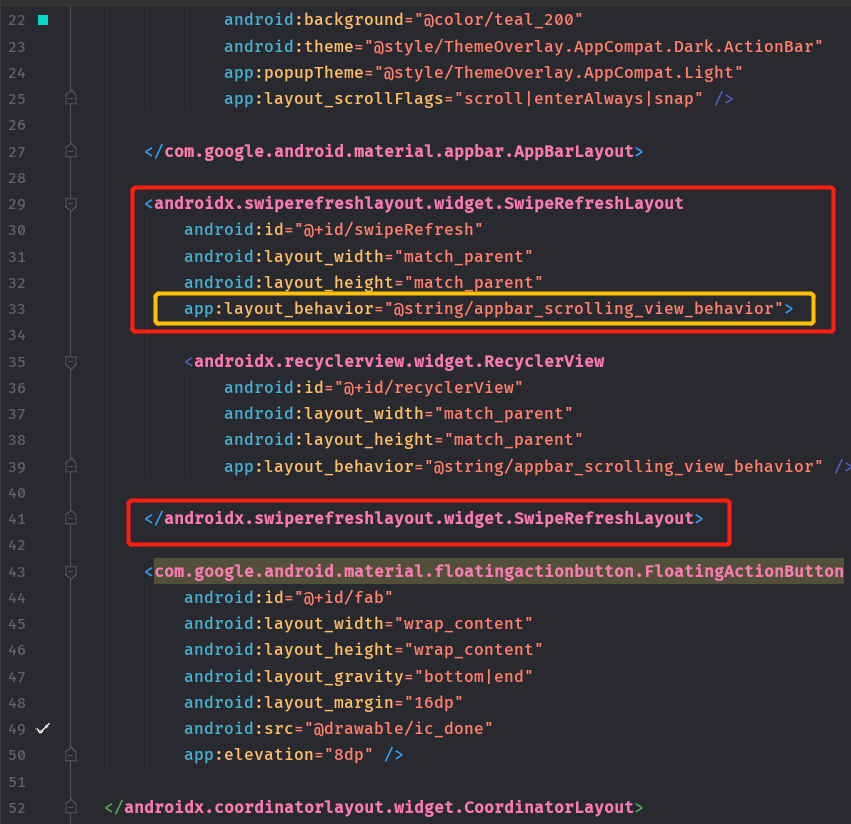 22 android:background="@color/teal_200"
23 android:theme="@style/ThemeOverlay.AppCompat.Dark.ActionBar"
24 app:popupTheme="@style/ThemeOverlay.AppCompat.Light"
25 app:layout_scrollFlags="scroll|enterAlways|snap" />
26
27 </com.google.android.material.appbar.AppBarLayout>
28
29 <androidx.swiperefreshlayout.widget.SwipeRefreshLayout
30 android:id="@+id/swipeRefresh"
31 android:layout_width="match_parent"
32 android:layout_height="match_parent"
33 app:layout_behavior="@string/appbar_scrolling_view_behavior">
34
35 <androidx.recyclerview.widget.RecyclerView
36 android:id="@+id/recyclerView"
37 android:layout_width="match_parent"
38 android:layout_height="match_parent"
39 app:layout_behavior="@string/appbar_scrolling_view_behavior" />
40
41 </androidx.swiperefreshlayout.widget.SwipeRefreshLayout>
42
43 <com.google.android.material.floatingactionbutton.FloatingActionButton
44 android:id="@+id/fab"
45 android:layout_width="wrap_content"
46 android:layout_height="wrap_content"
47 android:layout_gravity="bottom|end"
48 android:layout_margin="16dp"
49 android:src="@drawable/ic_done"
50 app:elevation="8dp" />
51
52 </androidx.coordinatorlayout.widget.CoordinatorLayout>